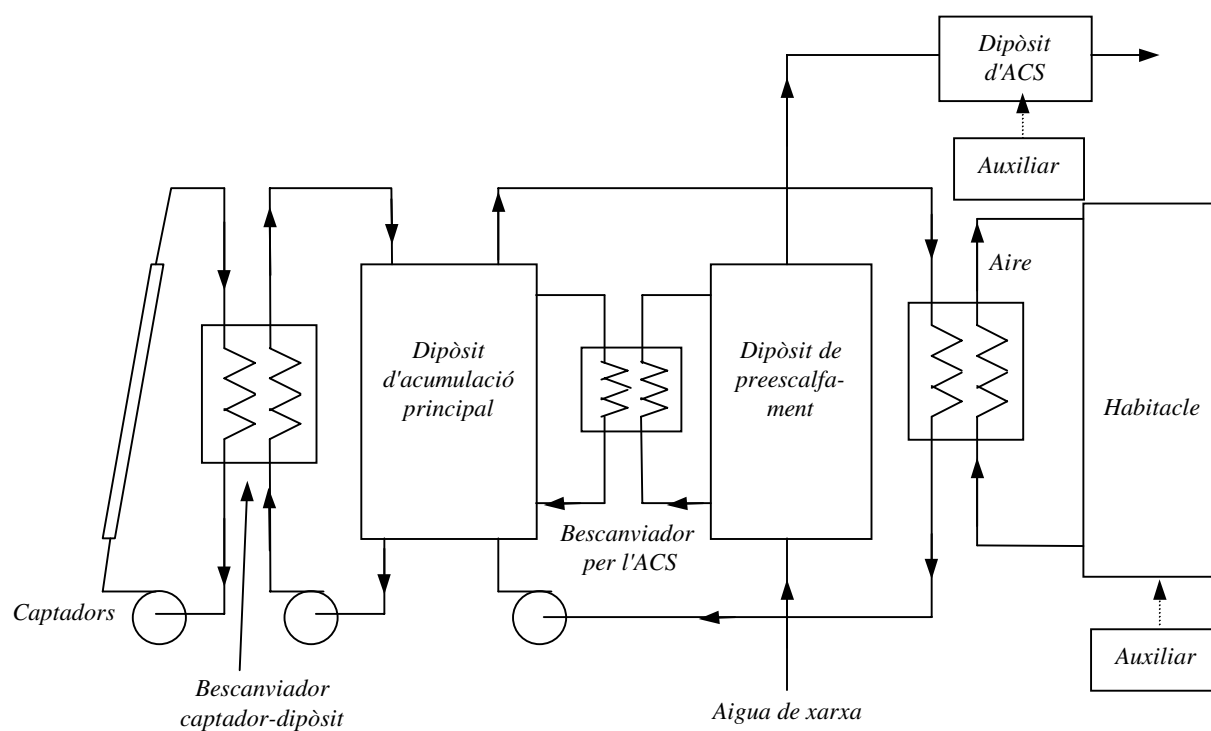 Dipòsit
d'ACS
Auxiliar
Aire
Dipòsit
d'acumulació
principal
Dipòsit de
preescalfa-
ment
Habitacle
Bescanviador
per l'ACS
Captadors
Auxiliar
Bescanviador
captador-dipòsit
Aigua de xarxa